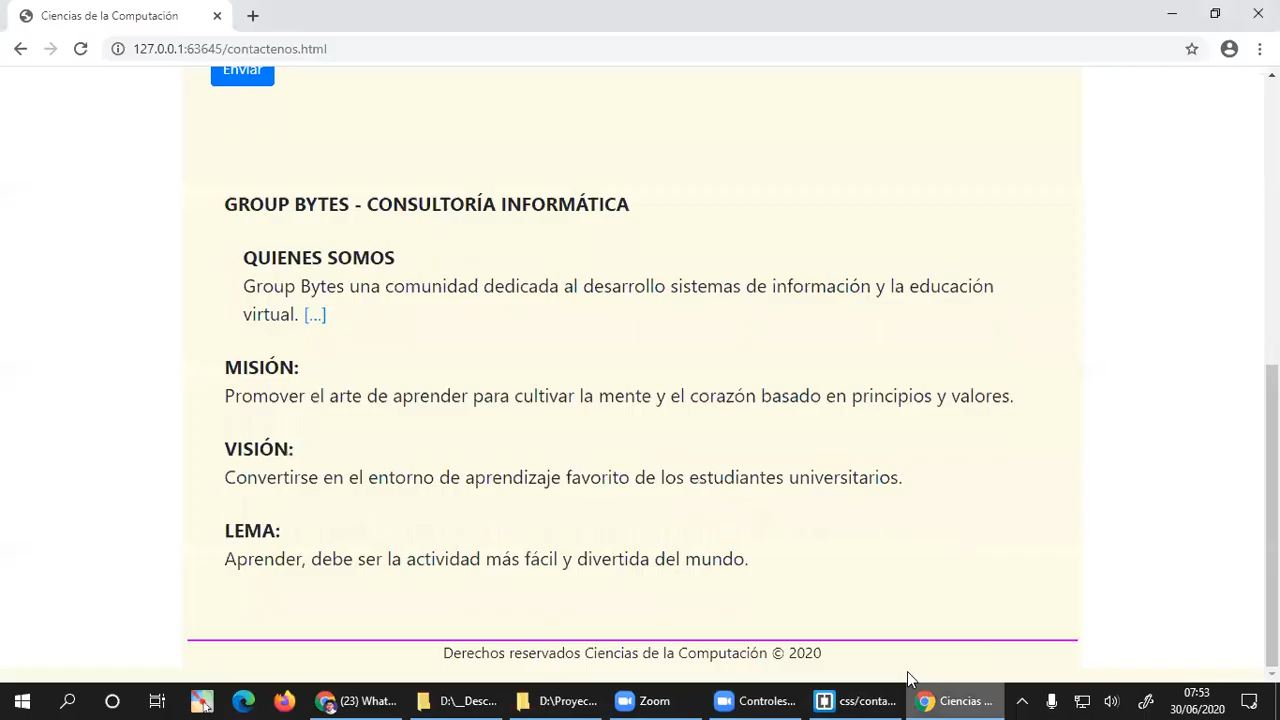 Ciencias de la Computación
127.0.0.1:63645/contactenos.html
Enviar
GROUP BYTES - CONSULTORÍA INFORMÁTICA
QUIENES SOMOS
Group Bytes una comunidad dedicada al desarrollo sistemas de información y la educación
virtual. [...]
MISIÓN:
Promover el arte de aprender para cultivar la mente y el corazón basado en principios y valores.
VISIÓN:
Convertirse en el entorno de aprendizaje favorito de los estudiantes universitarios.
LEMA:
Aprender, debe ser la actividad más fácil y divertida del mundo.
Derechos reservados Ciencias de la Computación © 2020
(23) What... D:\__Desc... D:\Proyec... Zoom Controles... css/conta... Ciencias ... 07:53
30/06/2020